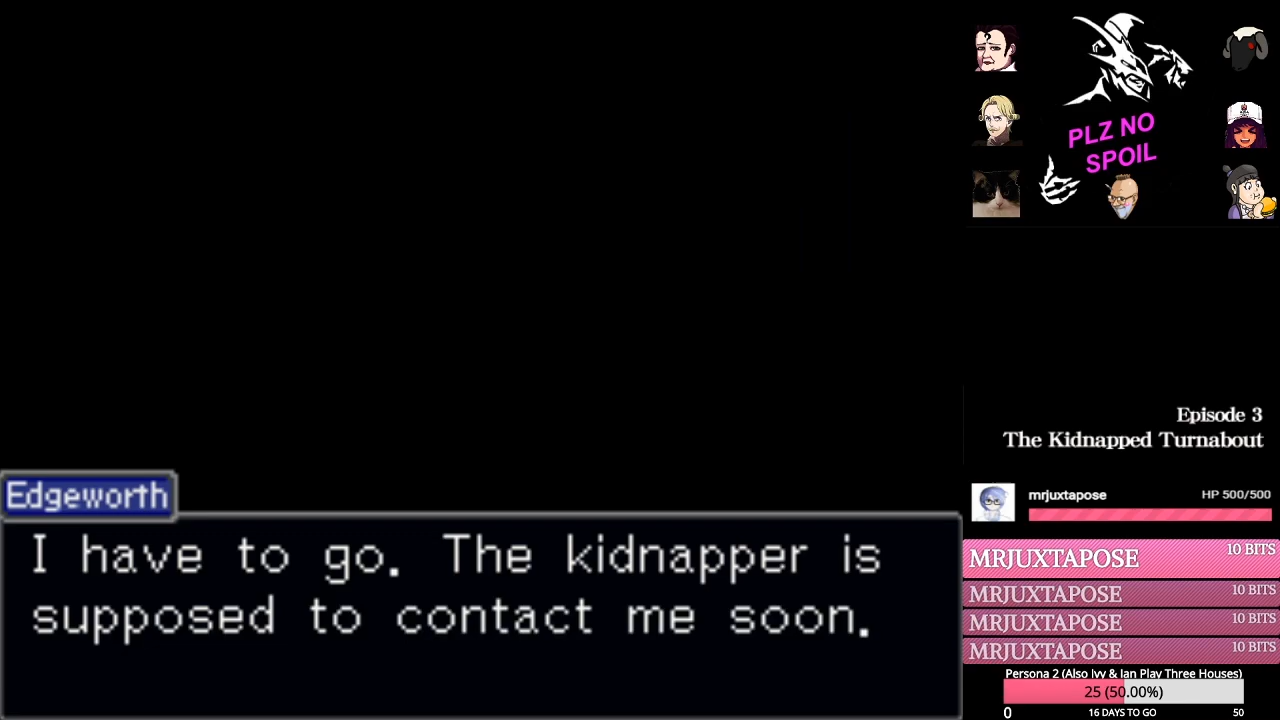 PLZ NO
SPOIL
Episode 3
The Kidnapped Turnabout
mrjuxtapose
HP 500/500
MRJUXTAPOSE
10 BITS
MRJUXTAPOSE
10 BITS
MRJUXTAPOSE
10 BITS
MRJUXTAPOSE
10 BITS
Persona 2 (Also Ivy & Ian Play Three Houses)
25 (50.00%)
0
16 DAYS TO GO
50
Edgeworth
I have to go. The kidnapper is
supposed to contact me soon.